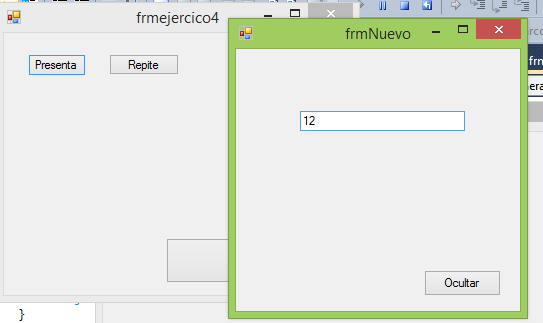 frmejercico4
Presenta
Repite
frmNuevo
12
Ocultar
}